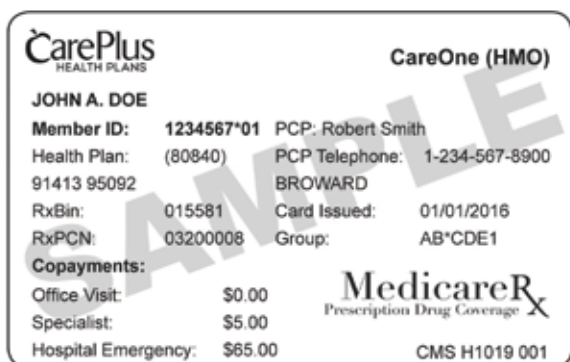 CarePlus
HEALTH PLANS
CareOne (HMO)
JOHN A. DOE
Member ID: 1234567*01 PCP: Robert Smith
Health Plan: (80840) PCP Telephone: 1-234-567-8900
91413 95092 BROWARD
RxBin: 015581 Card Issued: 01/01/2016
RxPCN: 03200008 Group: AB*CDE1
Copayments:
Office Visit: $0.00
Specialist: $5.00
Hospital Emergency: $65.00
MedicareRx
Prescription Drug Coverage
CMS H1019 001
SAMPLE